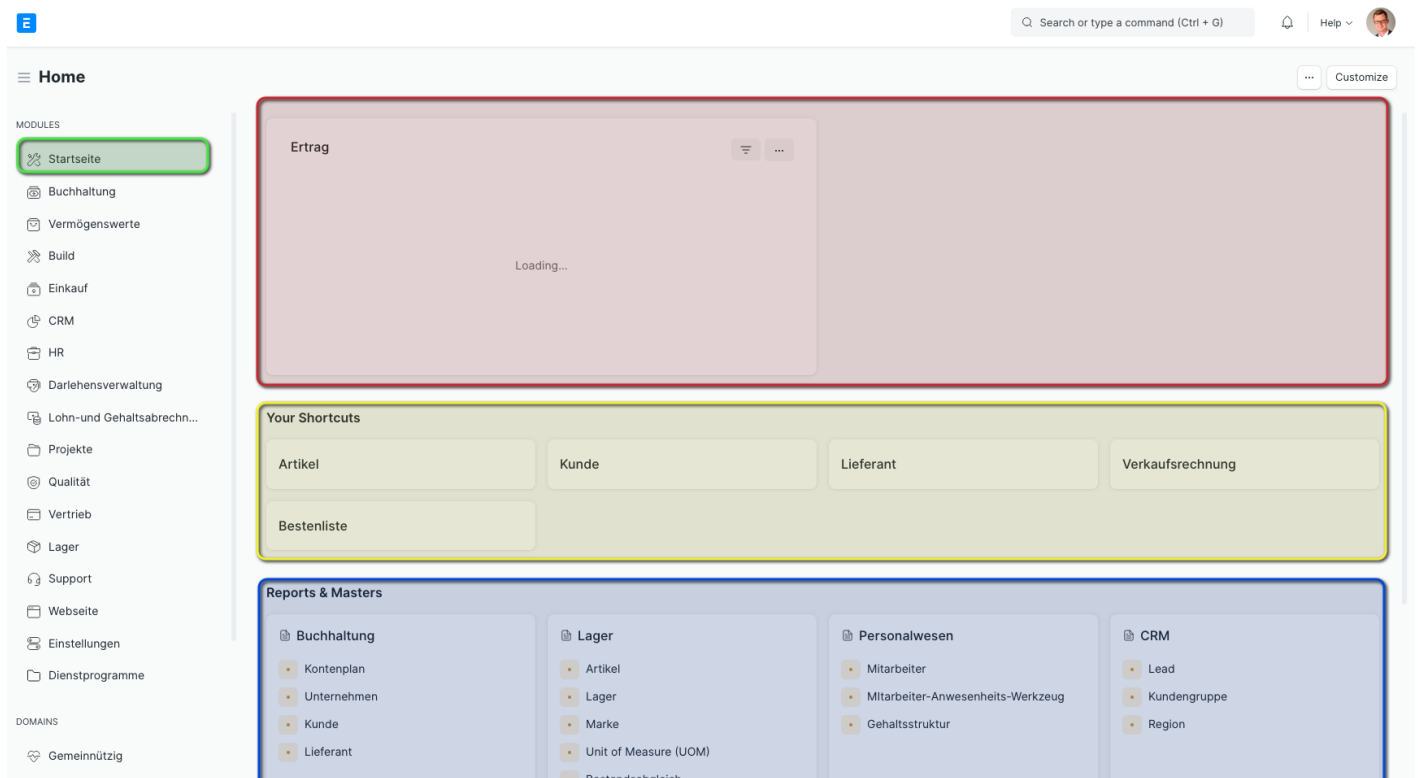 E
Search or type a command (Ctrl + G)
Help
Home
...
Customize
MODULES
Startseite
Buchhaltung
Vermögenswerte
Build
Einkauf
CRM
HR
Darlehensverwaltung
Lohn-und Gehaltsabrechn...
Projekte
Qualität
Vertrieb
Lager
Support
Webseite
Einstellungen
Dienstprogramme
DOMAINS
Gemeinnützig
Ertrag
...
Loading...
Your Shortcuts
Artikel
Kunde
Lieferant
Verkaufsrechnung
Bestenliste
Reports & Masters
Buchhaltung
Kontenplan
Unternehmen
Kunde
Lieferant
Lager
Artikel
Lager
Marke
Unit of Measure (UOM)
Personalwesen
Mitarbeiter
MItarbeiter-Anwesenheits-Werkzeug
Gehaltsstruktur
CRM
Lead
Kundengruppe
Region